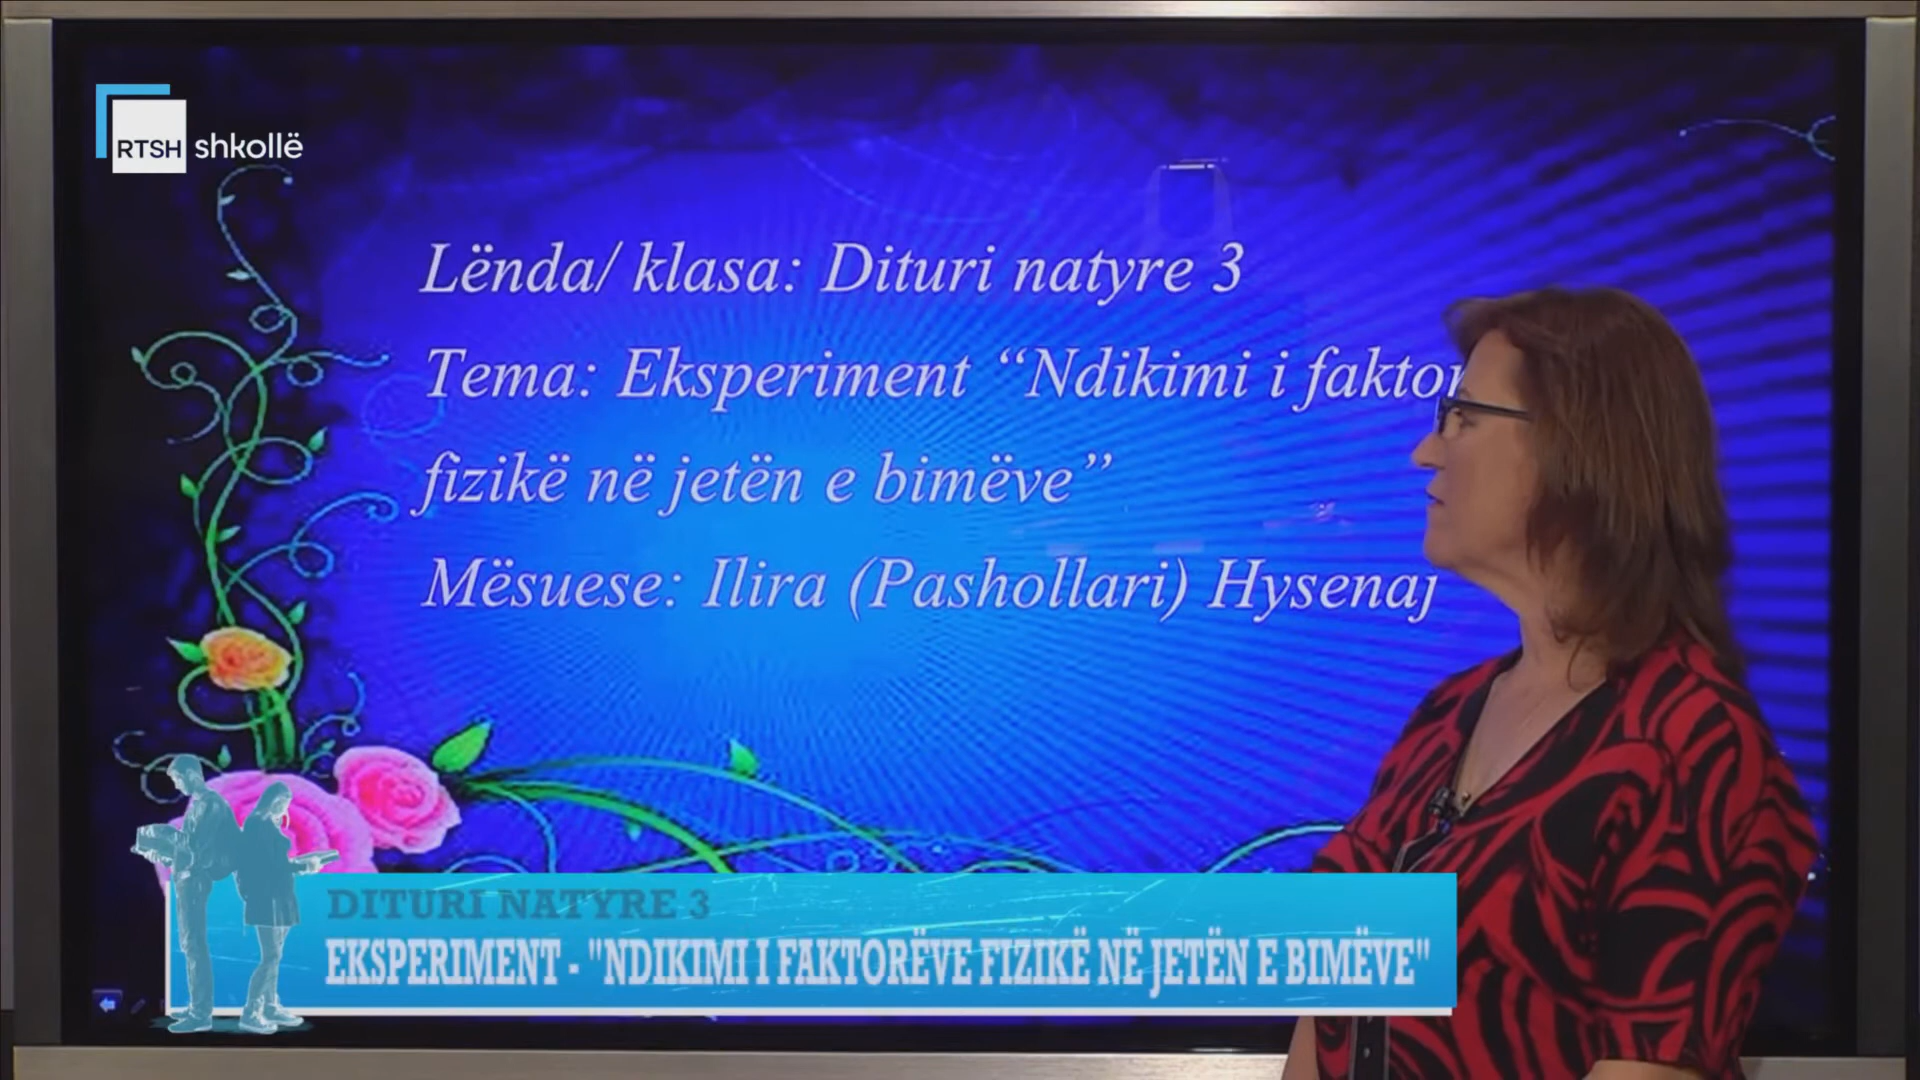 RTSH shkollë
Lënda/ klasa: Dituri natyre 3
Tema: Eksperiment “Ndikimi i faktor
fizikë në jetën e bimëve”
Mësuese: Ilira (Pashollari) Hysenaj
DITURI NATYRE 3
EKSPERIMENT - "NDIKIMI I FAKTORËVE FIZIKË NË JETËN E BIMËVE"